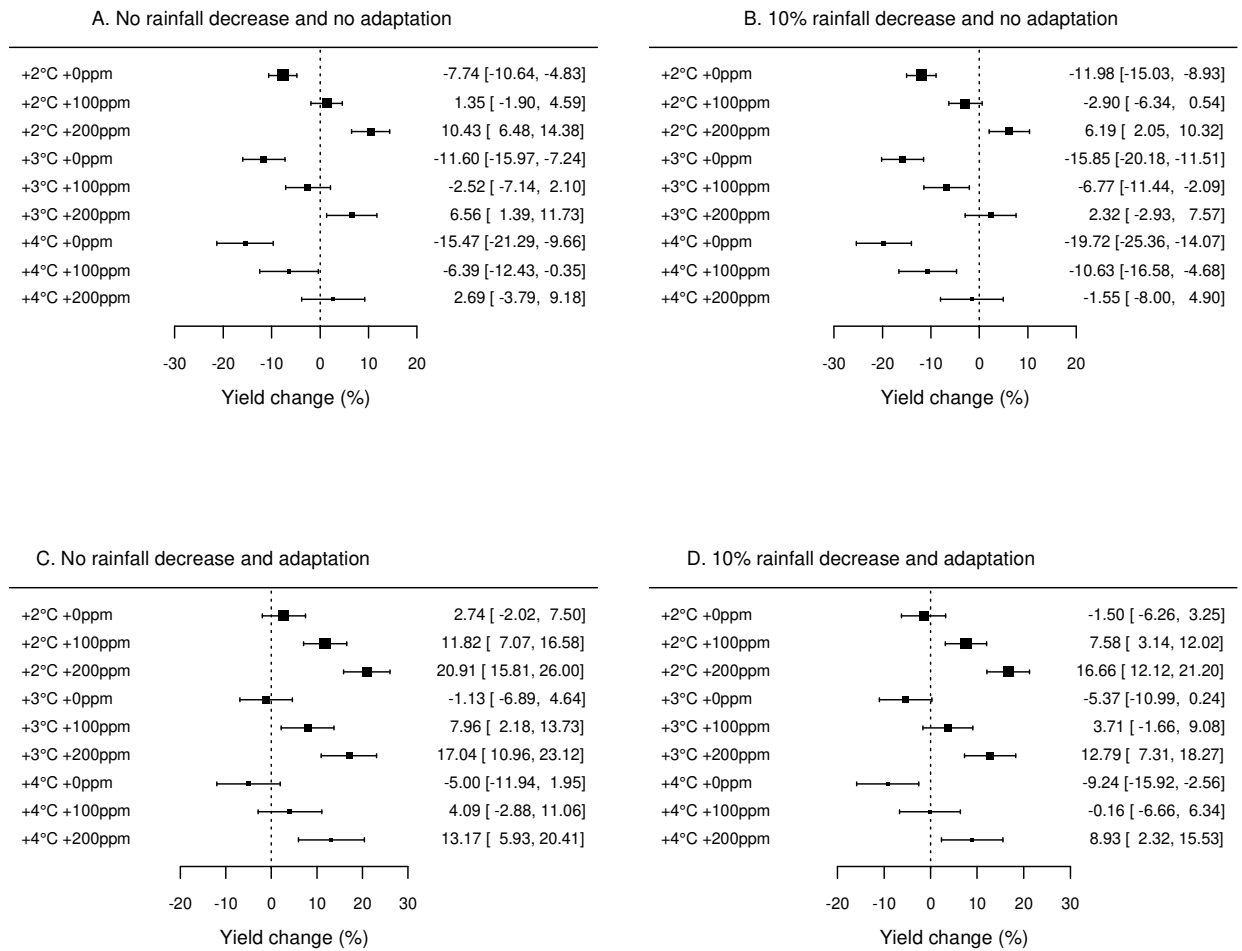 A. No rainfall decrease and no adaptation
+2°C +0ppm -7.74 [-10.64, -4.83]
+2°C +100ppm 1.35 [ -1.90, 4.59]
+2°C +200ppm 10.43 [ 6.48, 14.38]
+3°C +0ppm -11.60 [-15.97, -7.24]
+3°C +100ppm -2.52 [ -7.14, 2.10]
+3°C +200ppm 6.56 [ 1.39, 11.73]
+4°C +0ppm -15.47 [-21.29, -9.66]
+4°C +100ppm -6.39 [-12.43, -0.35]
+4°C +200ppm 2.69 [ -3.79, 9.18]
-30 -20 -10 0 10 20
Yield change (%)
B. 10% rainfall decrease and no adaptation
+2°C +0ppm -11.98 [-15.03, -8.93]
+2°C +100ppm -2.90 [ -6.34, 0.54]
+2°C +200ppm 6.19 [ 2.05, 10.32]
+3°C +0ppm -15.85 [-20.18, -11.51]
+3°C +100ppm -6.77 [-11.44, -2.09]
+3°C +200ppm 2.32 [ -2.93, 7.57]
+4°C +0ppm -19.72 [-25.36, -14.07]
+4°C +100ppm -10.63 [-16.58, -4.68]
+4°C +200ppm -1.55 [ -8.00, 4.90]
-30 -20 -10 0 10 20
Yield change (%)
C. No rainfall decrease and adaptation
+2°C +0ppm 2.74 [ -2.02, 7.50]
+2°C +100ppm 11.82 [ 7.07, 16.58]
+2°C +200ppm 20.91 [ 15.81, 26.00]
+3°C +0ppm -1.13 [ -6.89, 4.64]
+3°C +100ppm 7.96 [ 2.18, 13.73]
+3°C +200ppm 17.04 [ 10.96, 23.12]
+4°C +0ppm -5.00 [-11.94, 1.95]
+4°C +100ppm 4.09 [ -2.88, 11.06]
+4°C +200ppm 13.17 [ 5.93, 20.41]
-20 -10 0 10 20 30
Yield change (%)
D. 10% rainfall decrease and adaptation
+2°C +0ppm -1.50 [ -6.26, 3.25]
+2°C +100ppm 7.58 [ 3.14, 12.02]
+2°C +200ppm 16.66 [ 12.12, 21.20]
+3°C +0ppm -5.37 [-10.99, 0.24]
+3°C +100ppm 3.71 [ -1.66, 9.08]
+3°C +200ppm 12.79 [ 7.31, 18.27]
+4°C +0ppm -9.24 [-15.92, -2.56]
+4°C +100ppm -0.16 [ -6.66, 6.34]
+4°C +200ppm 8.93 [ 2.32, 15.53]
-20 -10 0 10 20 30
Yield change (%)